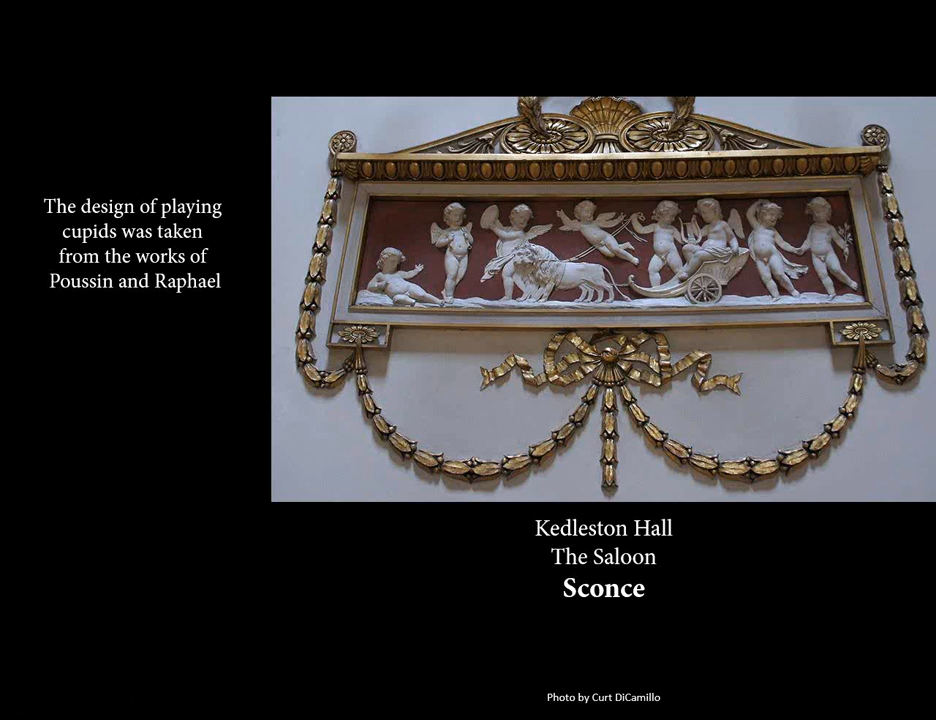 The design of playing
cupids was taken
from the works of
Poussin and Raphael
Kedleston Hall
The Saloon
Sconce
Photo by Curt DiCamillo